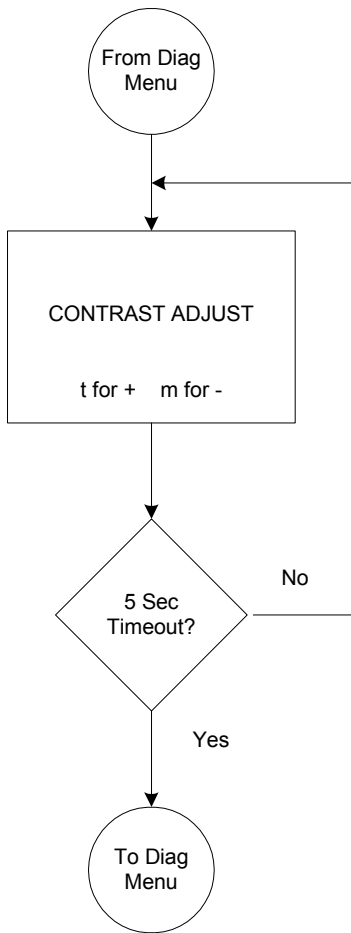 From Diag
Menu
CONTRAST ADJUST
t for + m for -
5 Sec
Timeout?
No
Yes
To Diag
Menu